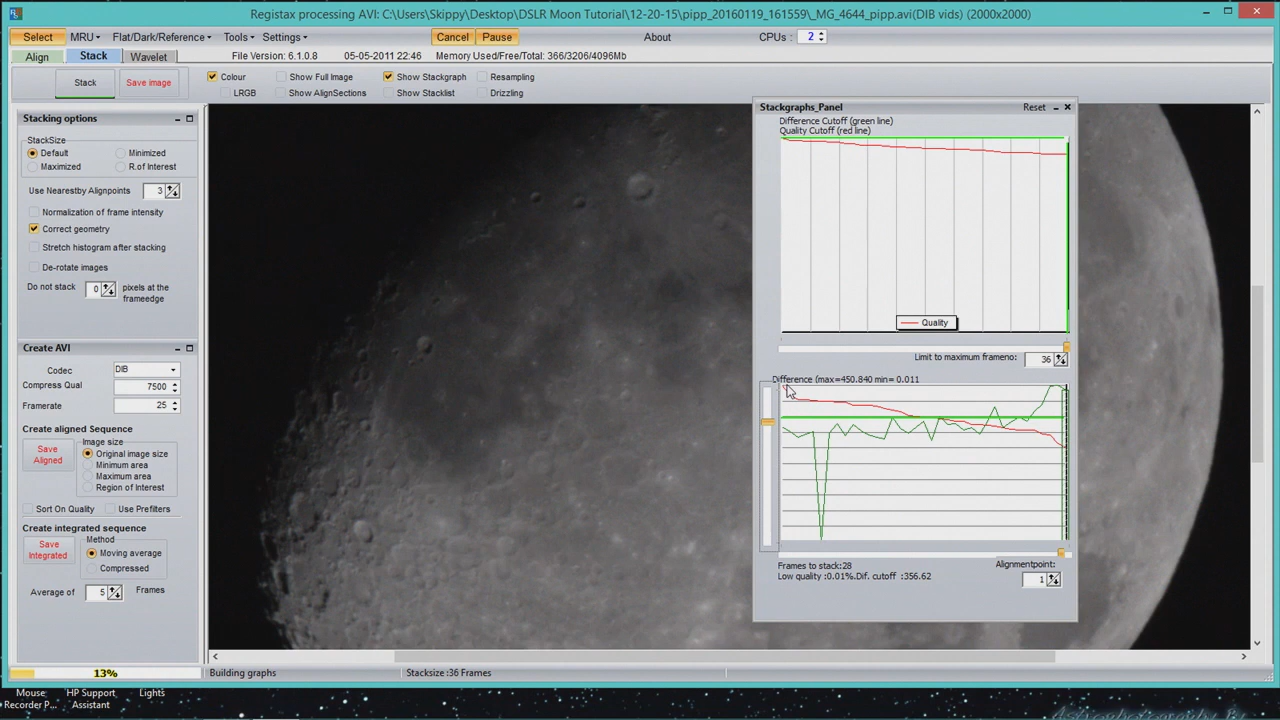 Registax processing AVI: C:\Users\Skippy\Desktop\DSLR Moon Tutorial\12-20-15\pipp_20160119_161559\_MG_4644_pipp.avi(DIB vids) (2000x2000)
Select MRU Flat/Dark/Reference Tools Settings Cancel Pause About CPUs: 2
Align Stack Wavelet File Version: 6.1.0.8 05-05-2011 22:46 Memory Used/Free/Total: 366/3206/4096Mb
Stack Save image Colour Show Full Image Show Stackgraph Resampling
LRGB Show AlignSections Show Stacklist Drizzling
Stacking options
StackSize
Default Minimized
Maximized R.of Interest
Use Nearestby Alignpoints 3
Normalization of frame intensity
Correct geometry
Stretch histogram after stacking
De-rotate images
Do not stack 0 pixels at the
frameedge
Create AVI
Codec DIB
Compress Qual 7500
Framerate 25
Create aligned Sequence
Save
Aligned
Image size
Original image size
Minimum area
Maximum area
Region of Interest
Sort On Quality Use Prefilters
Create integrated sequence
Save
Integrated
Method
Moving average
Compressed
Average of 5 Frames
Stackgraphs_Panel Reset
Difference Cutoff (green line)
Quality Cutoff (red line)
Quality
Limit to maximum frameno: 36
Difference (max=450.840 min= 0.011
Frames to stack:28
Low quality :0.01%.Dif. cutoff :356.62
Alignmentpoint:
1
13% Building graphs Stacksize:36 Frames
Mouse
Recorder P...
HP Support
Assistant
Lights